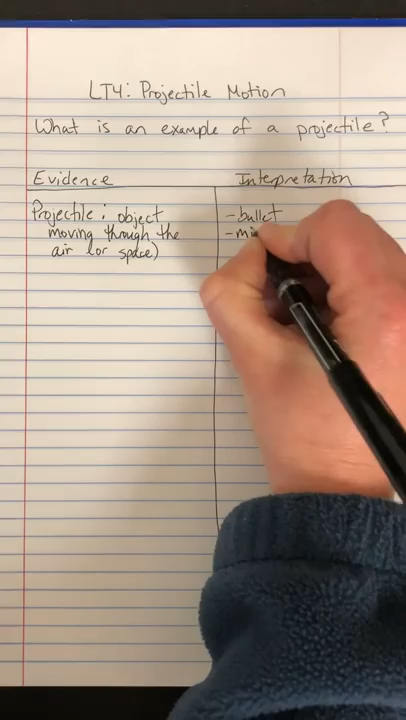 LT4: Projectile Motion
What is an example of a projectile?
Evidence
Interpretation
Projectile: object
moving through the
air (or space)
-bullet
-mi